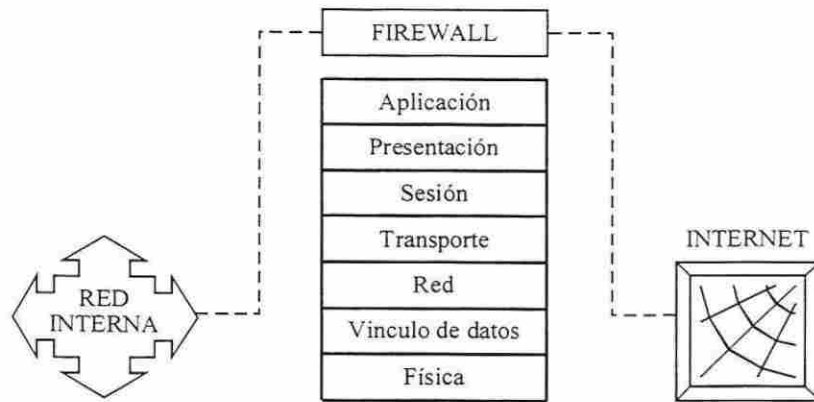 FIREWALL
Aplicación
Presentación
Sesión
Transporte
INTERNET
Red
RED
INTERNA
Vinculo de datos
Física